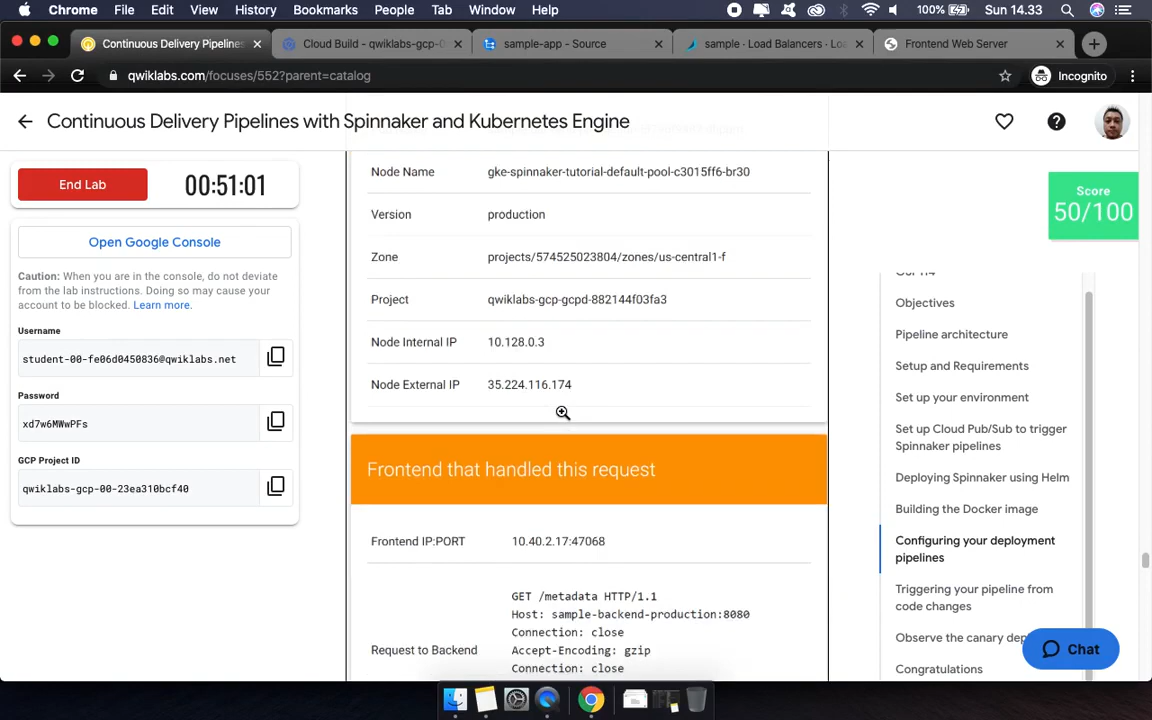 Chrome File Edit View History Bookmarks People Tab Window Help 100% Sun 14.33
Continuous Delivery Pipelines
Cloud Build - qwiklabs-gcp-0
sample-app - Source
sample · Load Balancers · Loa
Frontend Web Server
qwiklabs.com/focuses/552?parent=catalog
Incognito
Continuous Delivery Pipelines with Spinnaker and Kubernetes Engine
End Lab
00:51:01
Open Google Console
Caution: When you are in the console, do not deviate
from the lab instructions. Doing so may cause your
account to be blocked. Learn more.
Username
student-00-fe06d0450836@qwiklabs.net
Password
xd7w6MWwPFs
GCP Project ID
qwiklabs-gcp-00-23ea310bcf40
Node Name gke-spinnaker-tutorial-default-pool-c3015ff6-br30
Version production
Zone projects/574525023804/zones/us-central1-f
Project qwiklabs-gcp-gcpd-882144f03fa3
Node Internal IP 10.128.0.3
Node External IP 35.224.116.174
Frontend that handled this request
Frontend IP:PORT 10.40.2.17:47068
Request to Backend
GET /metadata HTTP/1.1
Host: sample-backend-production:8080
Connection: close
Accept-Encoding: gzip
Connection: close
Score
50/100
Objectives
Pipeline architecture
Setup and Requirements
Set up your environment
Set up Cloud Pub/Sub to trigger
Spinnaker pipelines
Deploying Spinnaker using Helm
Building the Docker image
Configuring your deployment
pipelines
Triggering your pipeline from
code changes
Observe the canary dep
Congratulations
Chat